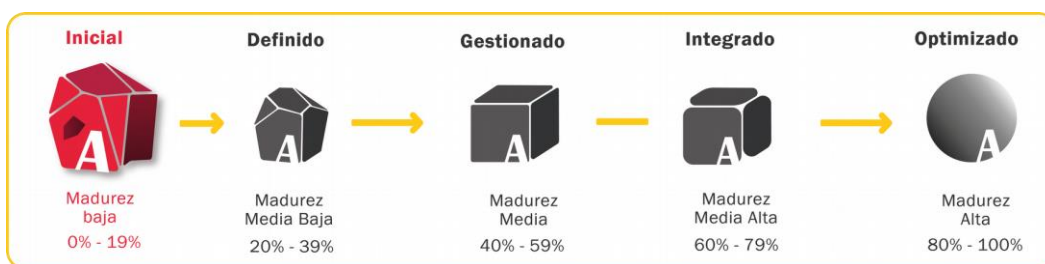 Inicial
Definido
Gestionado
Integrado
Optimizado
A
A
A
A
A
Madurez
baja
0% - 19%
Madurez
Media Baja
20% - 39%
Madurez
Media
40% - 59%
Madurez
Media Alta
60% - 79%
Madurez
Alta
80% - 100%